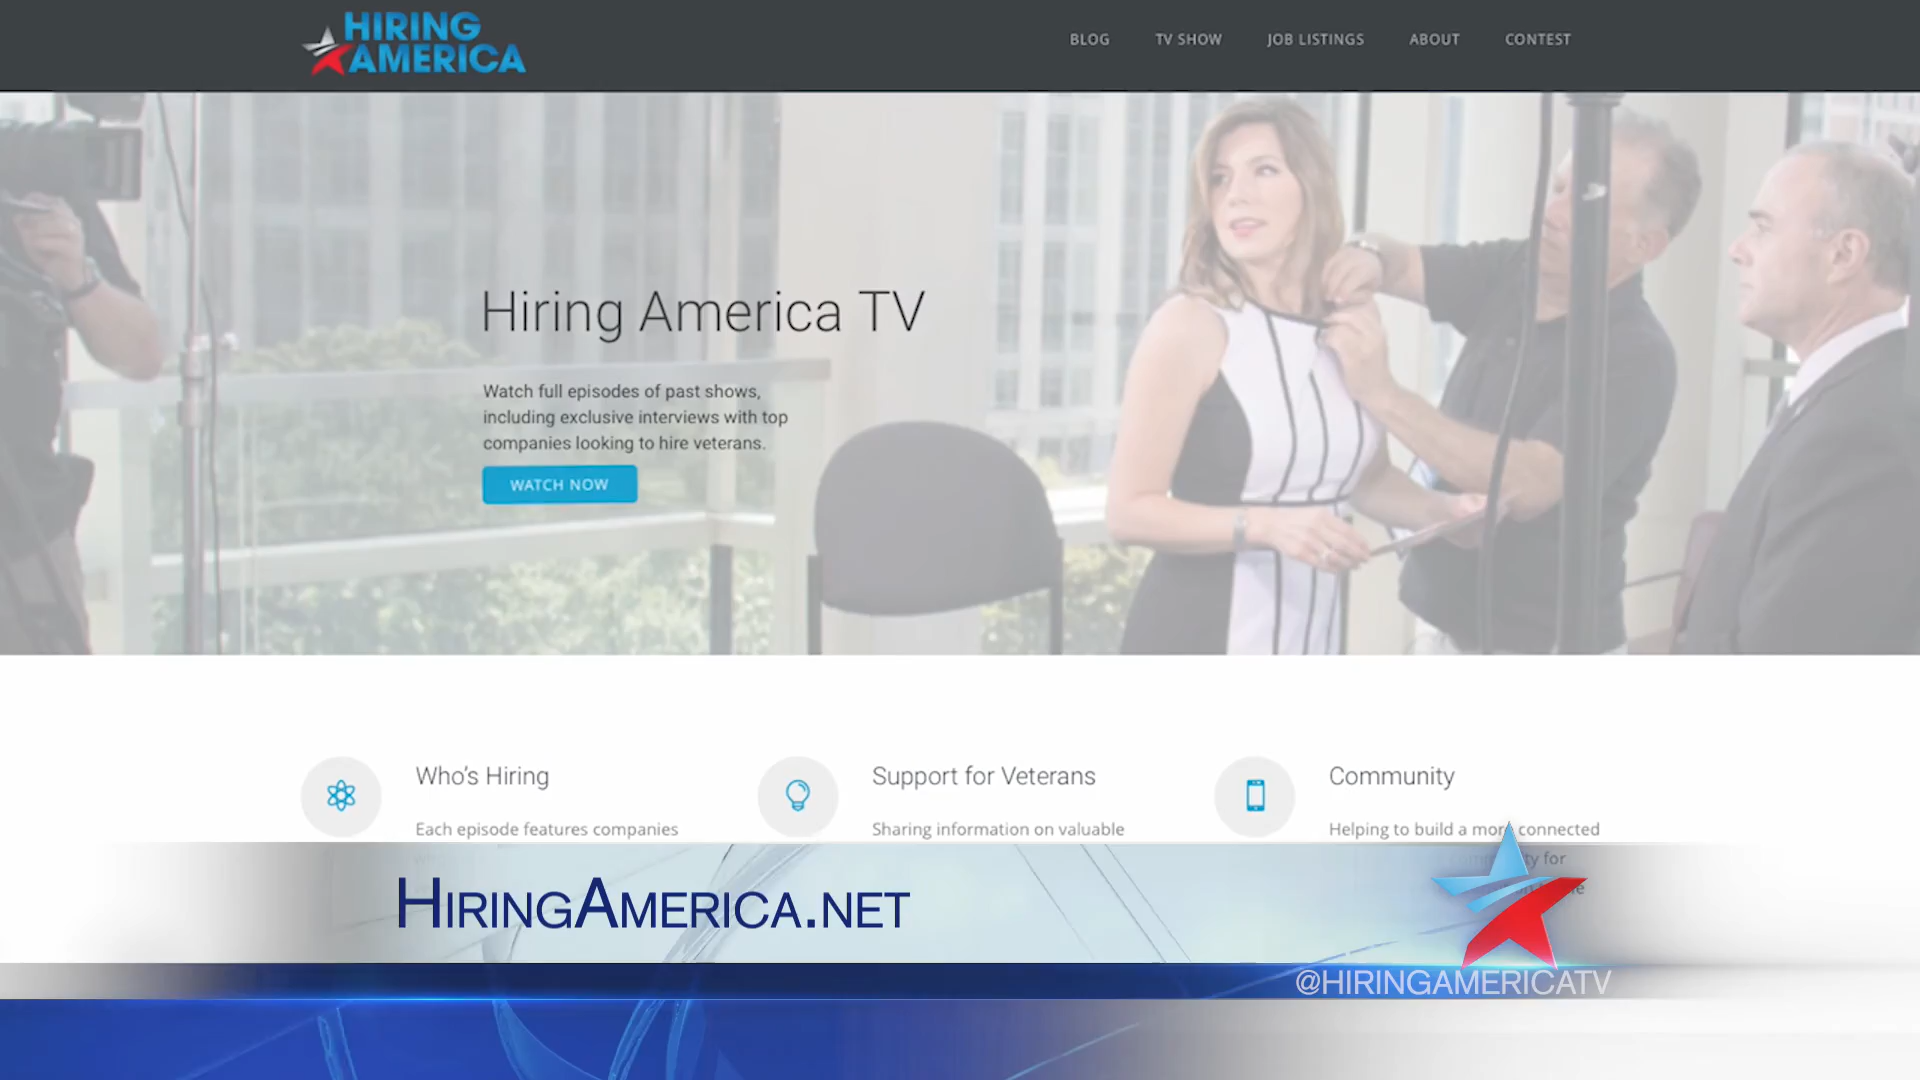 HIRING
AMERICA
BLOG TV SHOW JOB LISTINGS ABOUT CONTEST
Hiring America TV
Watch full episodes of past shows,
including exclusive interviews with top
companies looking to hire veterans.
WATCH NOW
Who's Hiring
Each episode features companies
Support for Veterans
Sharing information on valuable
Community
Helping to build a more connected
community for
HIRINGAMERICA.NET
@HIRINGAMERICATV